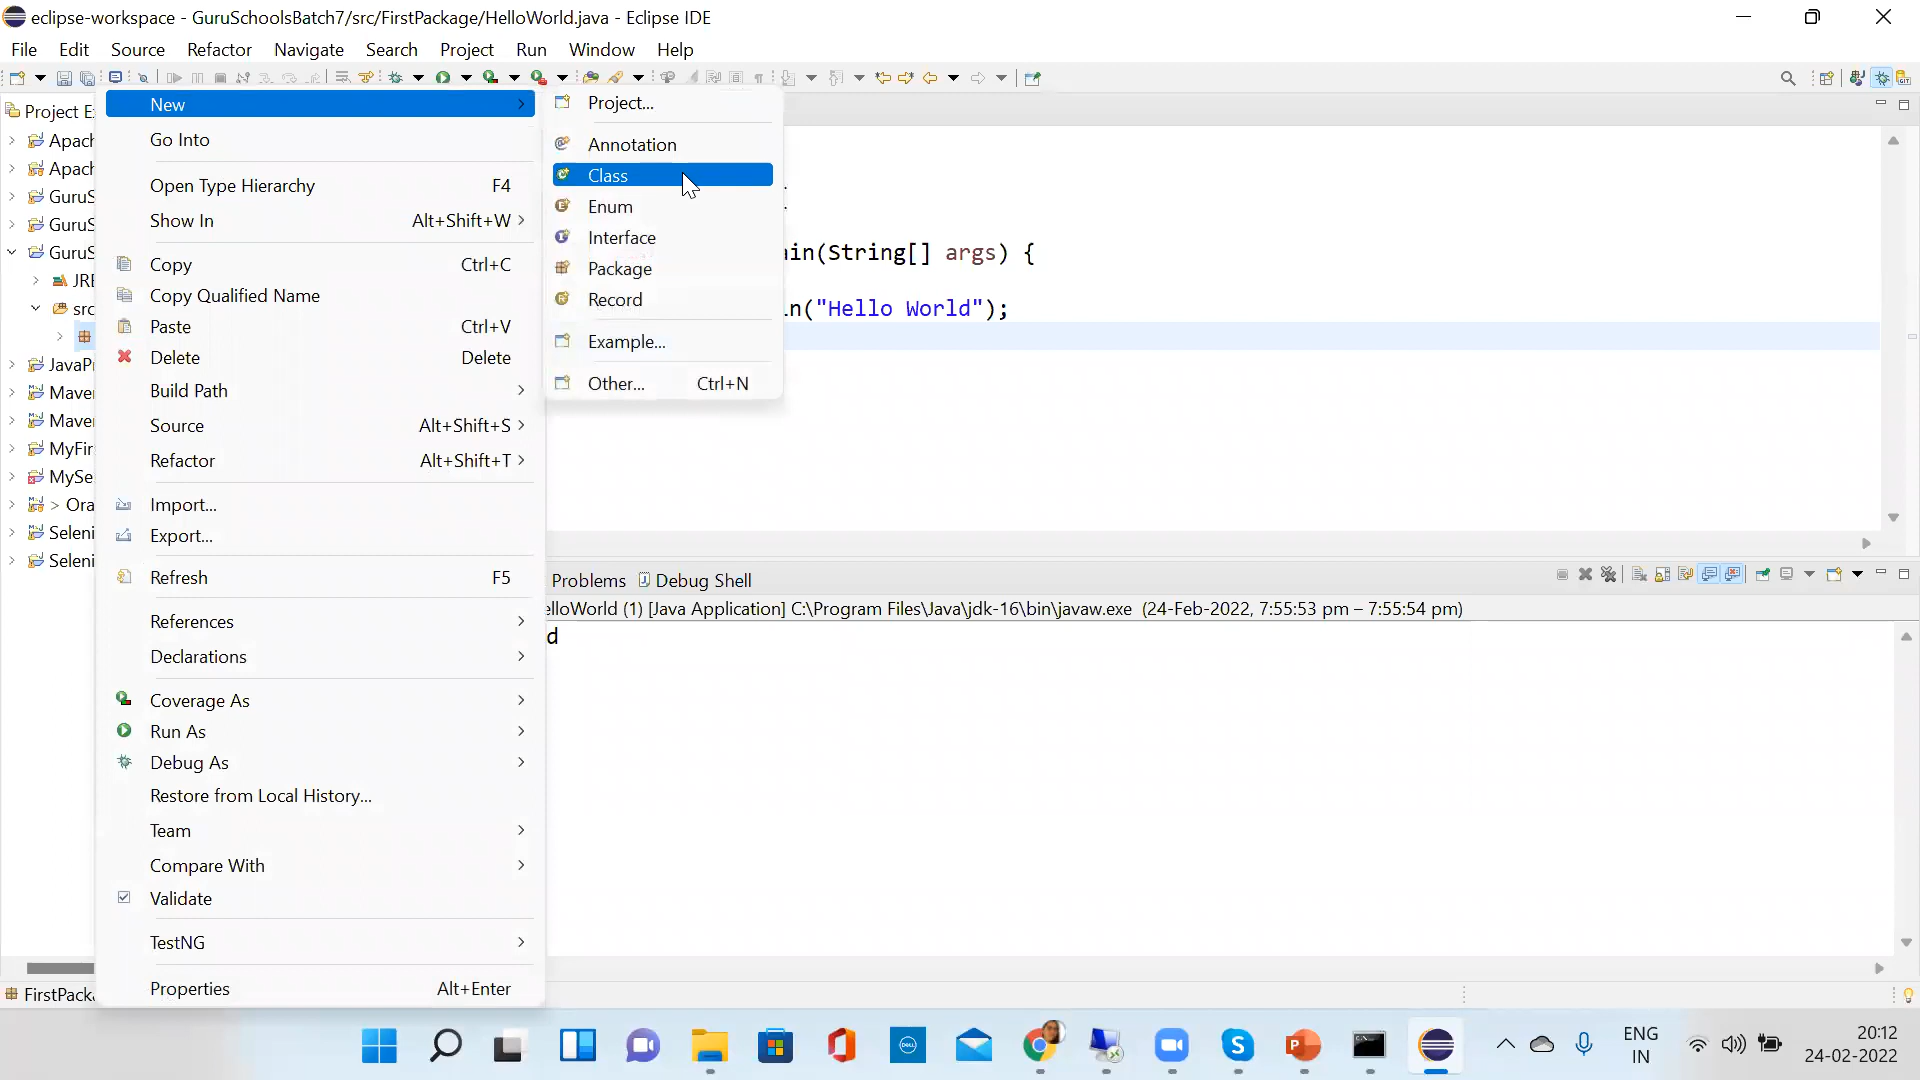 eclipse-workspace - GuruSchoolsBatch7/src/FirstPackage/HelloWorld.java - Eclipse IDE
File Edit Source Refactor Navigate Search Project Run Window Help
Project E
Apach
Apach
GuruS
GuruS
GuruS
JRE
src
JavaPr
Maven
Maven
MyFir
MySe
> Ora
Seleni
Seleni
New
Go Into
Open Type Hierarchy F4
Show In Alt+Shift+W
Copy Ctrl+C
Copy Qualified Name
Paste Ctrl+V
Delete Delete
Build Path
Source Alt+Shift+S
Refactor Alt+Shift+T
Import...
Export...
Refresh F5
References
Declarations
Coverage As
Run As
Debug As
Restore from Local History...
Team
Compare With
Validate
TestNG
Properties Alt+Enter
Project...
Annotation
Class
Enum
Interface
Package
Record
Example...
Other... Ctrl+N
ain(String[] args) {
ln("Hello World");
Problems Debug Shell
elloWorld (1) [Java Application] C:\Program Files\Java\jdk-16\bin\javaw.exe (24-Feb-2022, 7:55:53 pm – 7:55:54 pm)
d
FirstPack
ENG
IN
20:12
24-02-2022